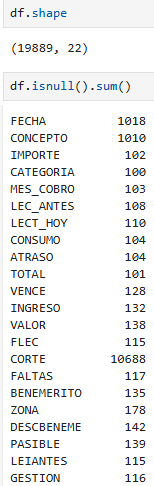 df.shape
(19889, 22)
df.isnull().sum()
FECHA 1018
CONCEPTO 1010
IMPORTE 102
CATEGORIA 100
MES_COBRO 103
LEC_ANTES 108
LECT_HOY 110
CONSUMO 104
ATRASO 104
TOTAL 101
VENCE 128
INGRESO 132
VALOR 138
FLEC 115
CORTE 10688
FALTAS 117
BENEMERITO 135
ZONA 178
DESCBENEME 142
PASIBLE 139
LEIANTES 115
GESTION 116